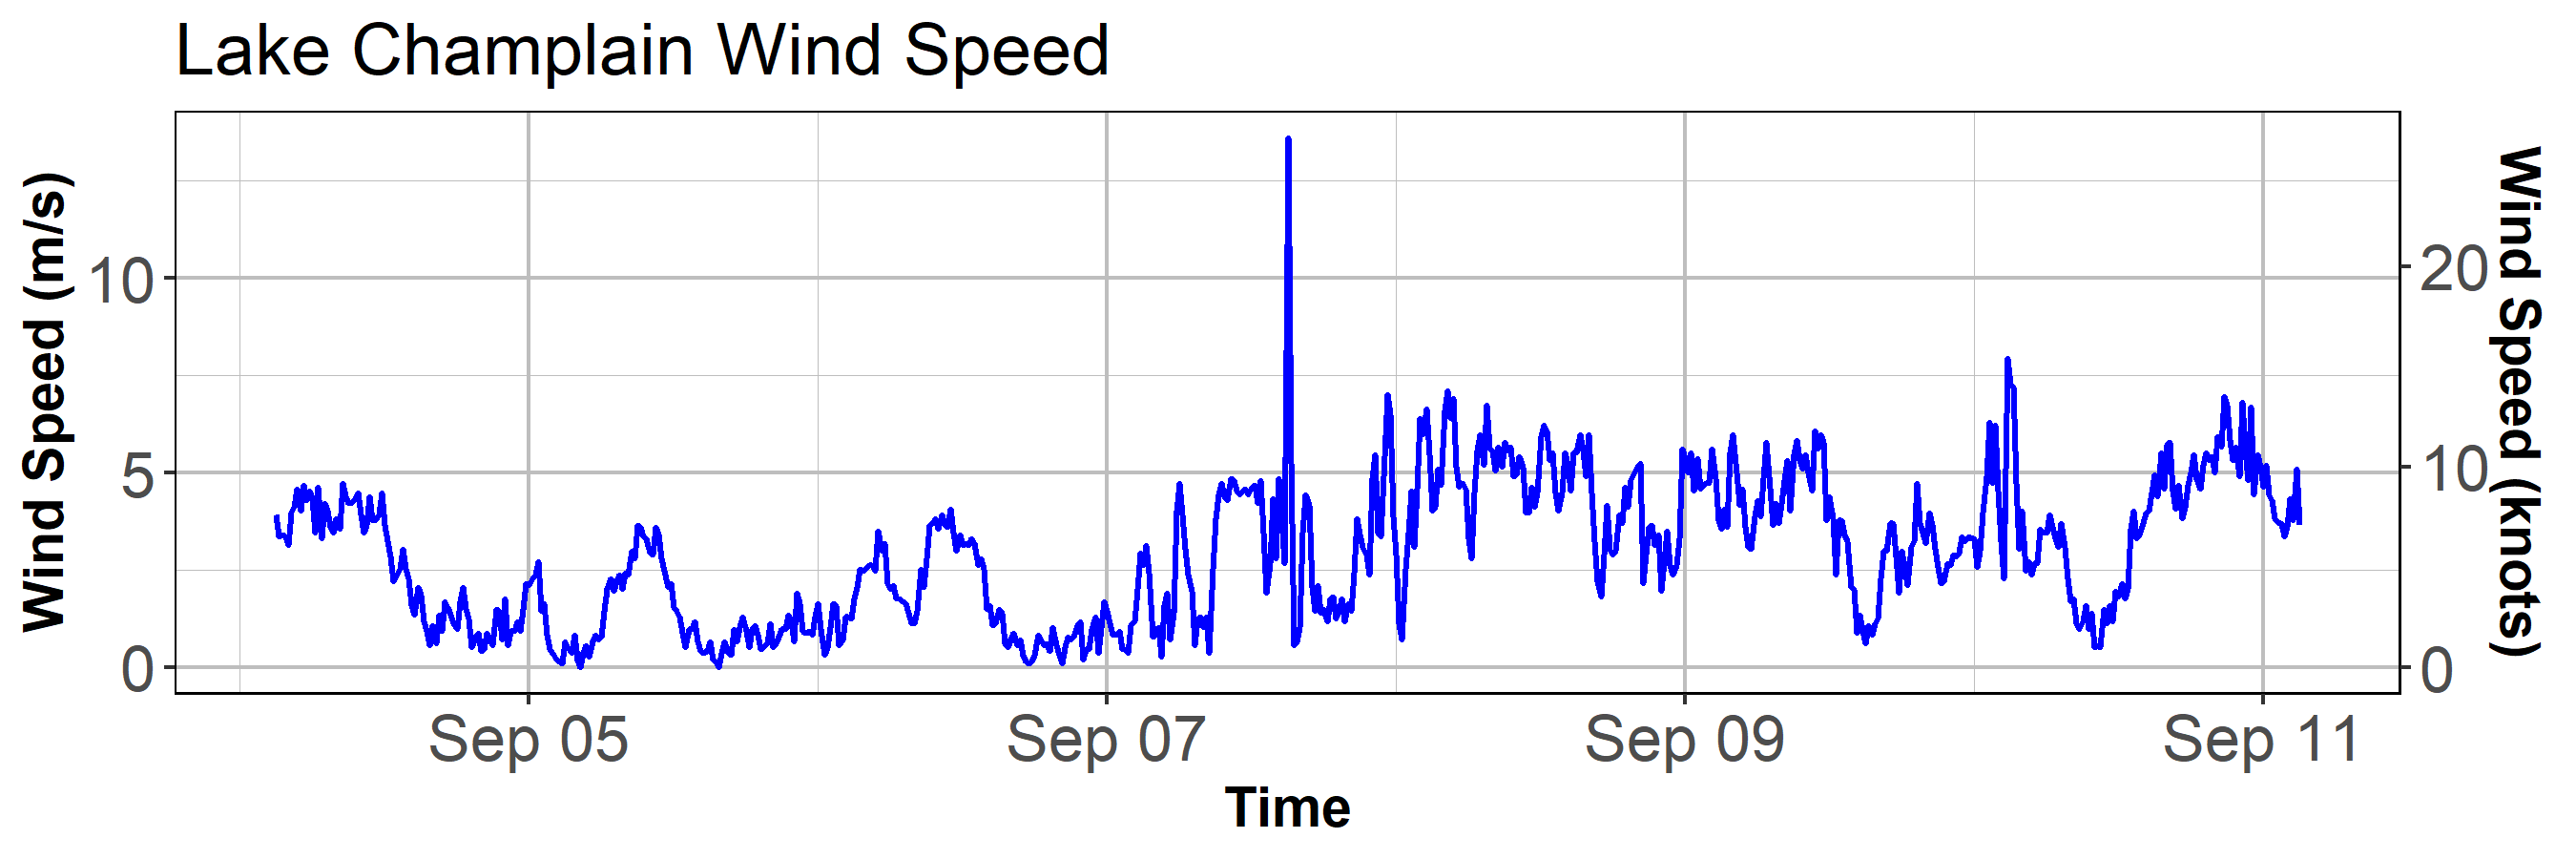 Lake Champlain Wind Speed
Wind Speed (m/s)
10
5
0
20
10
0
Wind Speed (knots)
Sep 05
Sep 07
Sep 09
Sep 11
Time